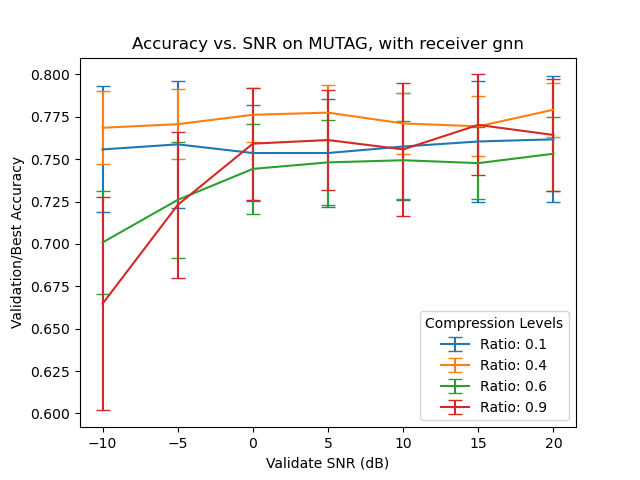 Accuracy vs. SNR on MUTAG, with receiver gnn
Validation/Best Accuracy
0.800
0.775
0.750
0.725
0.700
0.675
0.650
0.625
0.600
Compression Levels
Ratio: 0.1
Ratio: 0.4
Ratio: 0.6
Ratio: 0.9
−10 −5 0 5 10 15 20
Validate SNR (dB)